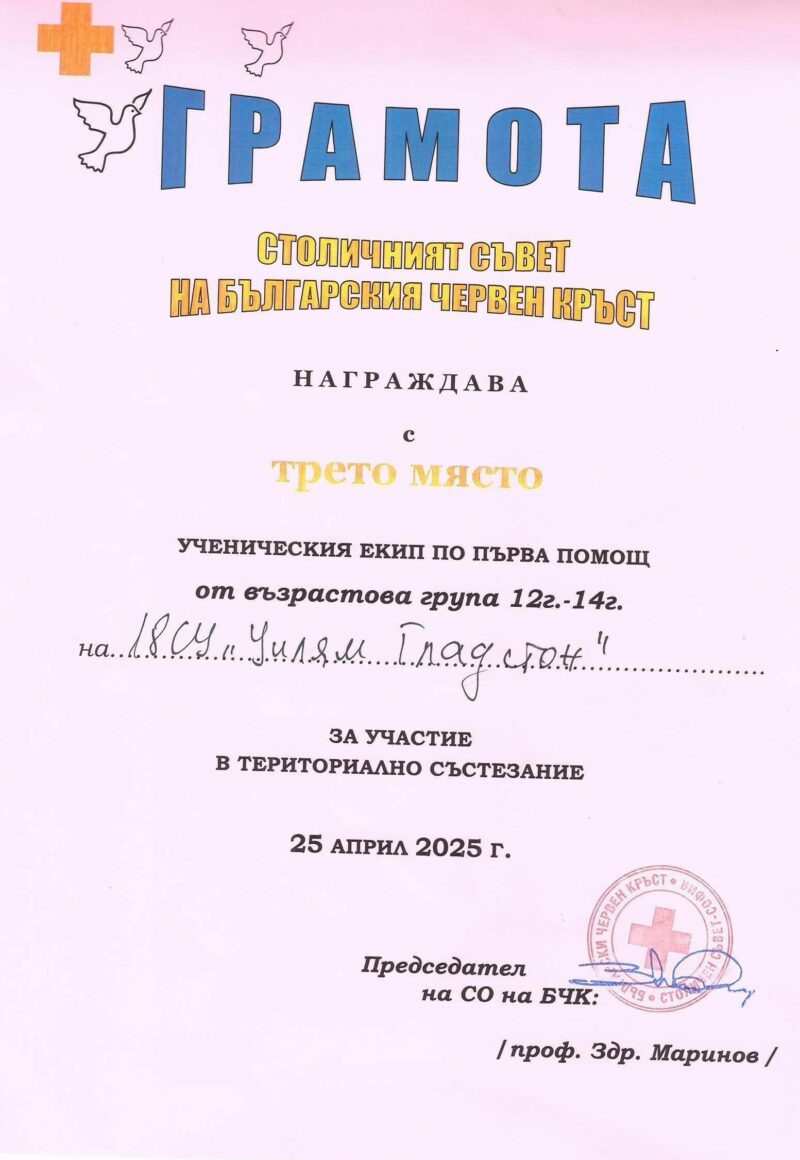 ГРАМОТА
СТОЛИЧНИЯТ СЪВЕТ
НА БЪЛГАРСКИЯ ЧЕРВЕН КРЪСТ
НАГРАЖДАВА
с
трето място
УЧЕНИЧЕСКИЯ ЕКИП ПО ПЪРВА ПОМОЩ
от възрастова група 12г.-14г.
на..18СУ „Уилям Гладстон"..................
ЗА УЧАСТИЕ
В ТЕРИТОРИАЛНО СЪСТЕЗАНИЕ
25 АПРИЛ 2025 г.
Председател
на СО на БЧК:
/проф. Здр. Маринов/
ЧЕРВЕН КРЪСТ